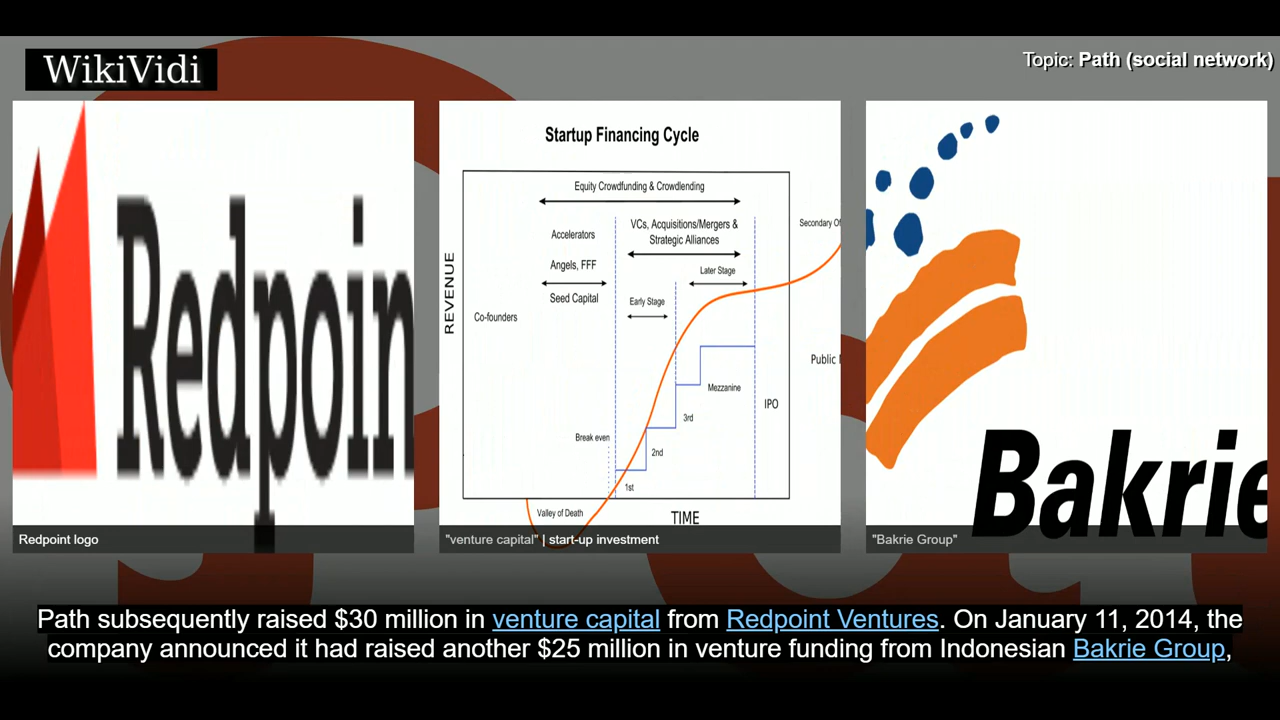 WikiVidi
Topic: Path (social network)
Redpoin
Redpoint logo
Startup Financing Cycle
Equity Crowdfunding & Crowdlending
Accelerators
VCs, Acquisitions/Mergers &
Strategic Alliances
Secondary Of
Angels, FFF
Later Stage
Seed Capital
Early Stage
Co-founders
REVENUE
Public
Mezzanine
IPO
3rd
Break even
2nd
1st
Valley of Death
TIME
"venture capital" | start-up investment
Bakrie
"Bakrie Group"
Path subsequently raised $30 million in venture capital from Redpoint Ventures. On January 11, 2014, the
company announced it had raised another $25 million in venture funding from Indonesian Bakrie Group,